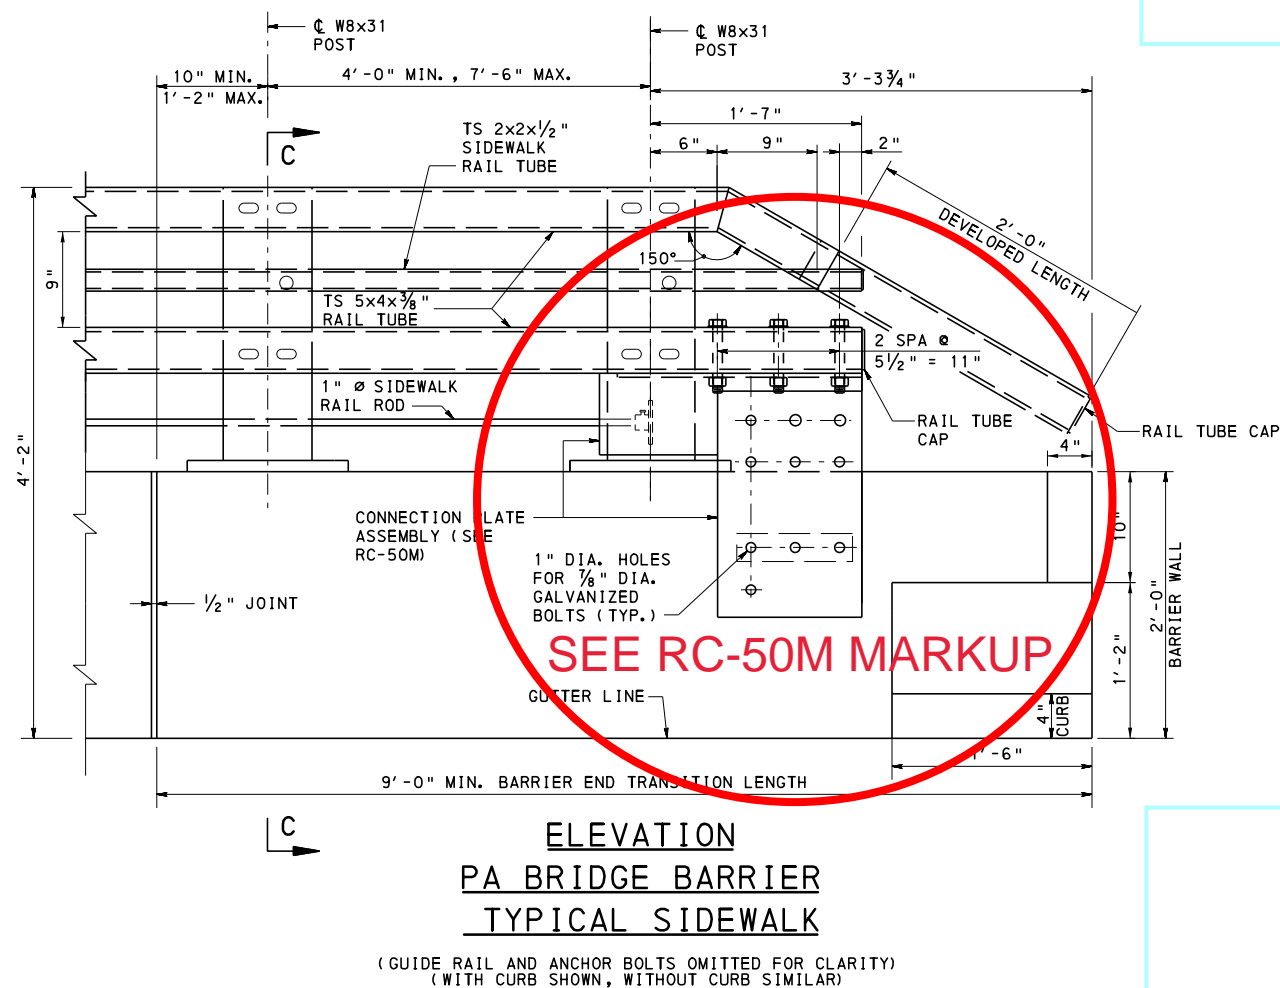 ℄ W8x31
POST
℄ W8x31
POST
10" MIN.
1'-2" MAX.
4'-0" MIN., 7'-6" MAX.
3'-3¾"
1'-7"
6"
9"
2"
TS 2x2x½"
SIDEWALK
RAIL TUBE
C
2'-0"
DEVELOPED LENGTH
150°
9"
TS 5x4x⅜"
RAIL TUBE
2 SPA @
5½" = 11"
1" Ø SIDEWALK
RAIL ROD
RAIL TUBE
CAP
RAIL TUBE CAP
4"
4'-2"
CONNECTION PLATE
ASSEMBLY (SEE
RC-50M)
1" DIA. HOLES
FOR ⅞" DIA.
GALVANIZED
BOLTS (TYP.)
10"
2'-0"
BARRIER WALL
½" JOINT
SEE RC-50M MARKUP
1'-2"
GUTTER LINE
4"
CURB
1'-6"
9'-0" MIN. BARRIER END TRANSITION LENGTH
C
ELEVATION
PA BRIDGE BARRIER
TYPICAL SIDEWALK
(GUIDE RAIL AND ANCHOR BOLTS OMITTED FOR CLARITY)
(WITH CURB SHOWN, WITHOUT CURB SIMILAR)